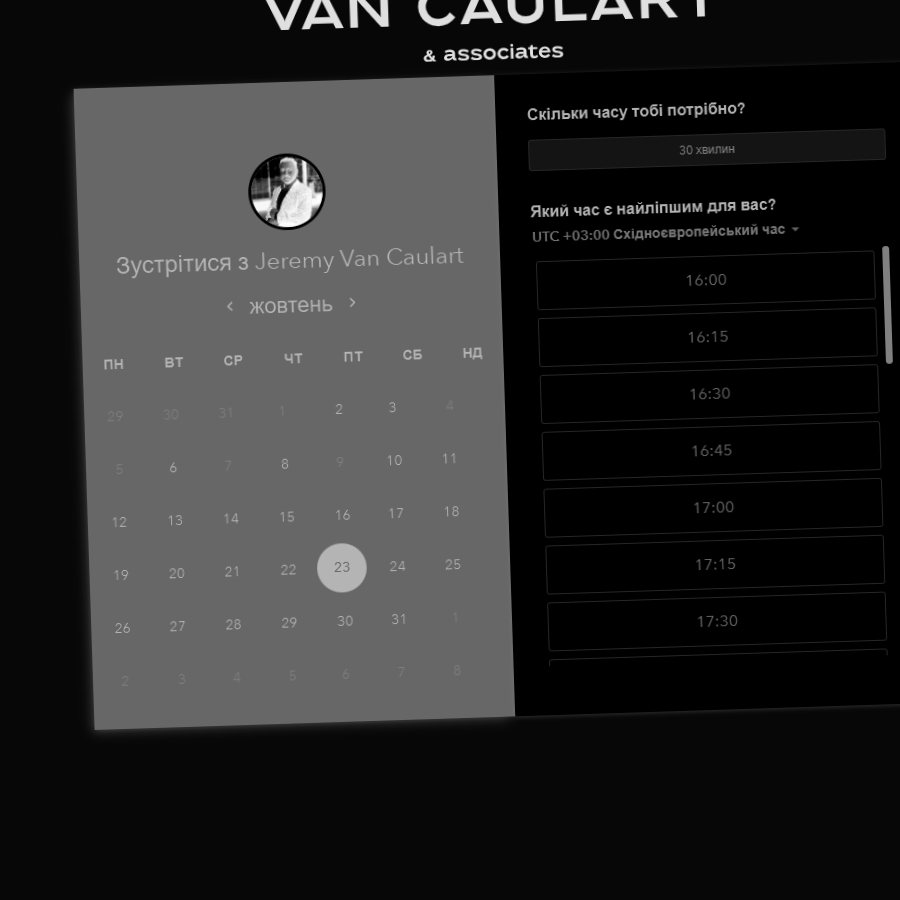 VAN CAULART
& associates
Зустрітися з Jeremy Van Caulart
жовтень
ПН ВТ СР ЧТ ПТ СБ НД
29 30 31 1 2 3 4
5 6 7 8 9 10 11
12 13 14 15 16 17 18
19 20 21 22 23 24 25
26 27 28 29 30 31 1
2 3 4 5 6 7 8
Скільки часу тобі потрібно?
30 хвилин
Який час є найліпшим для вас?
UTC +03:00 Східноєвропейський час
16:00
16:15
16:30
16:45
17:00
17:15
17:30